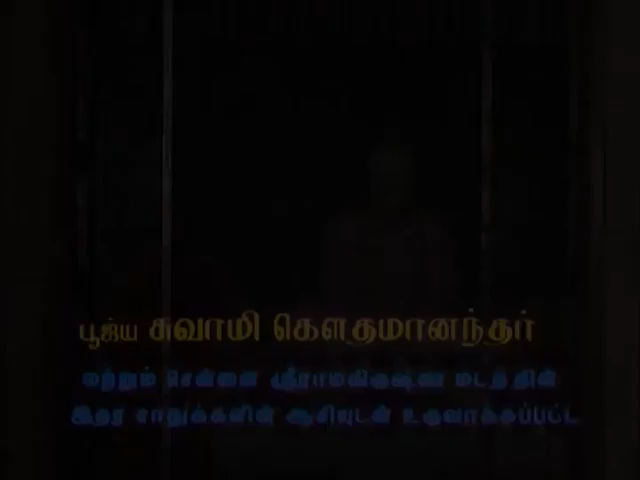 பூஜ்ய சுவாமி கௌதமானந்தர்
மற்றும் சென்னை ஸ்ரீராமகிருஷ்ண மடத்தின்
இதர சாதுக்களின் ஆசியுடன் உருவாக்கப்பட்ட